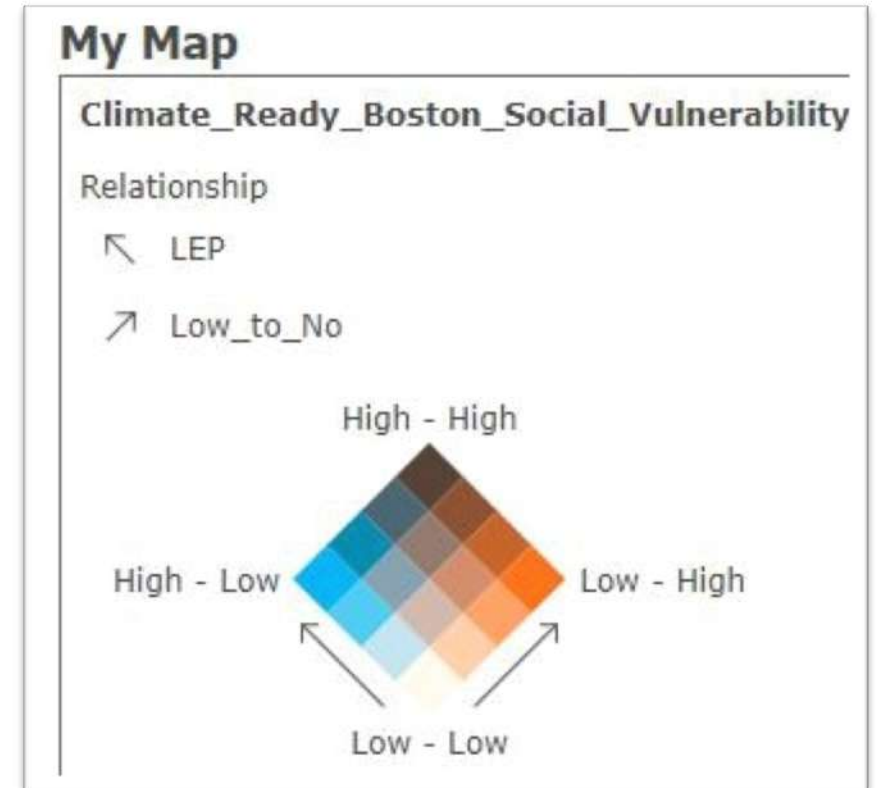 My Map
Climate_Ready_Boston_Social_Vulnerability
Relationship
LEP
Low_to_No
High - High
High - Low
Low - High
Low - Low